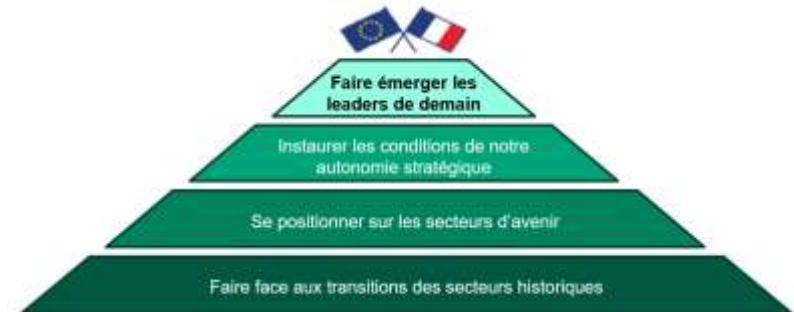 Faire émerger les
leaders de demain
Instaurer les conditions de notre
autonomie stratégique
Se positionner sur les secteurs d'avenir
Faire face aux transitions des secteurs historiques